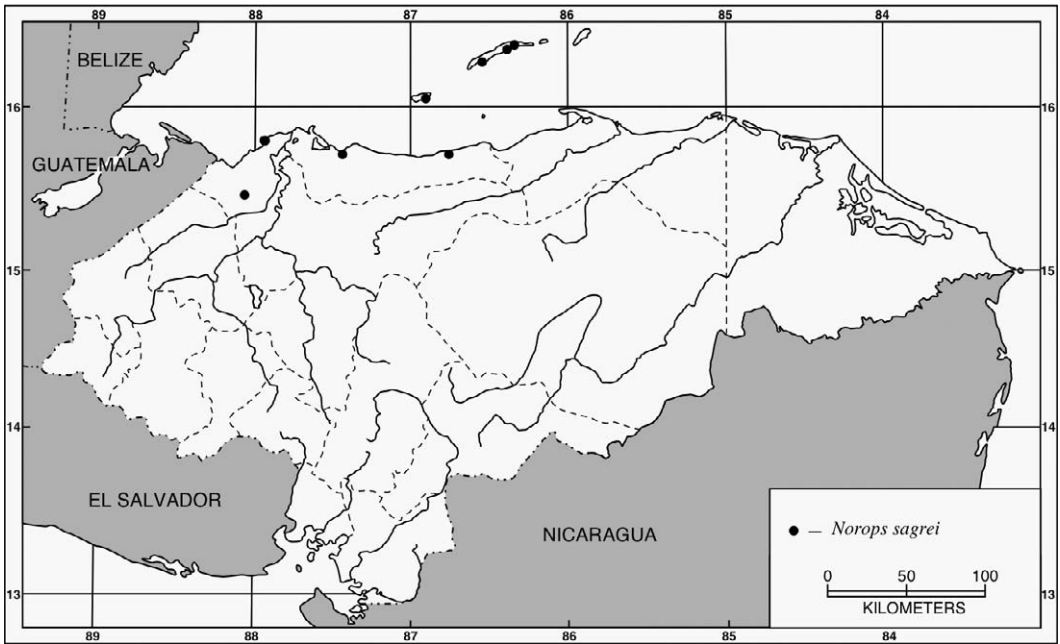 89 88 87 86 85 84
BELIZE
16 16
GUATEMALA
15 15
14 14
EL SALVADOR
NICARAGUA
● — Norops sagrei
0 50 100
KILOMETERS
13 13
89 88 87 86 85 84